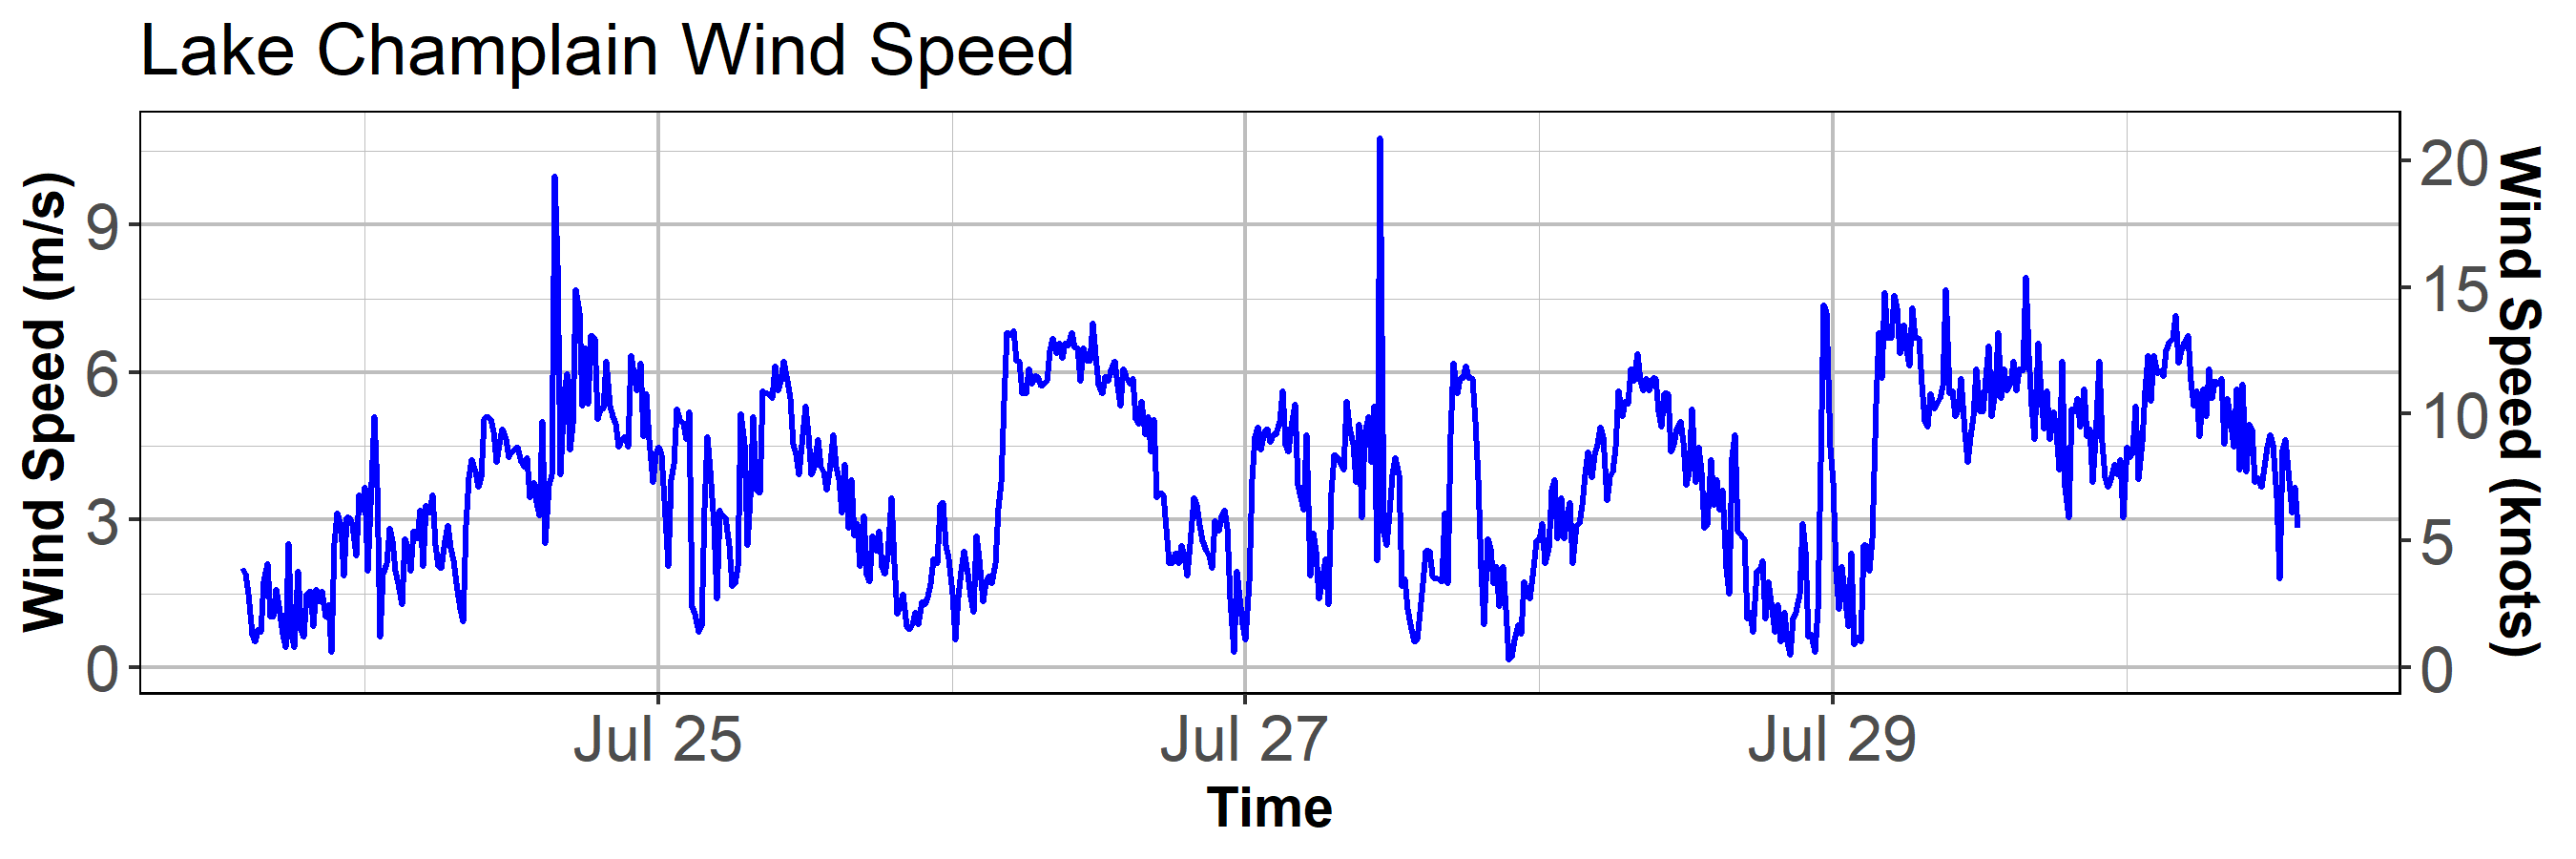 Lake Champlain Wind Speed
Wind Speed (m/s)
9
6
3
0
20
15
10
5
0
Wind Speed (knots)
Jul 25
Jul 27
Jul 29
Time